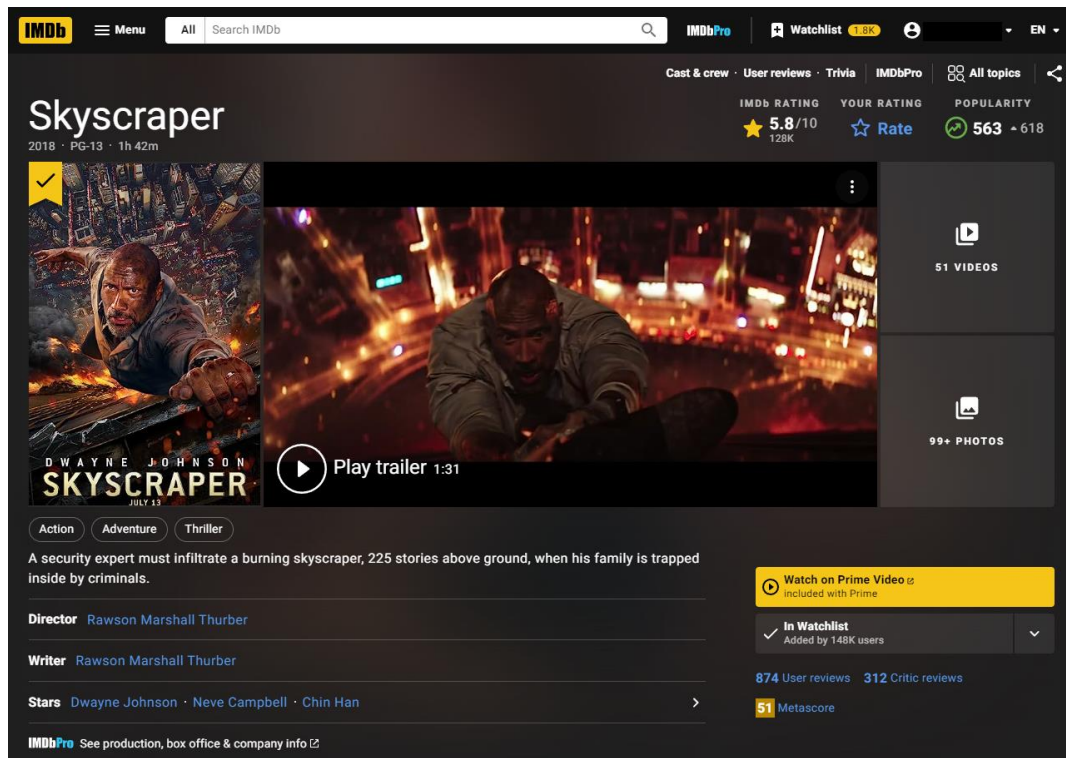 IMDb Menu All Search IMDb IMDbPro Watchlist 1.8K EN
Cast & crew · User reviews · Trivia IMDbPro All topics
Skyscraper
2018 · PG-13 · 1h 42m
IMDb RATING YOUR RATING POPULARITY
5.8/10 Rate 563 618
128K
DWAYNE JOHNSON
SKYSCRAPER
JULY 13
Play trailer 1:31
51 VIDEOS
99+ PHOTOS
Action Adventure Thriller
A security expert must infiltrate a burning skyscraper, 225 stories above ground, when his family is trapped
inside by criminals.
Director Rawson Marshall Thurber
Writer Rawson Marshall Thurber
Stars Dwayne Johnson · Neve Campbell · Chin Han
IMDbPro See production, box office & company info
Watch on Prime Video
included with Prime
In Watchlist
Added by 148K users
874 User reviews 312 Critic reviews
51 Metascore